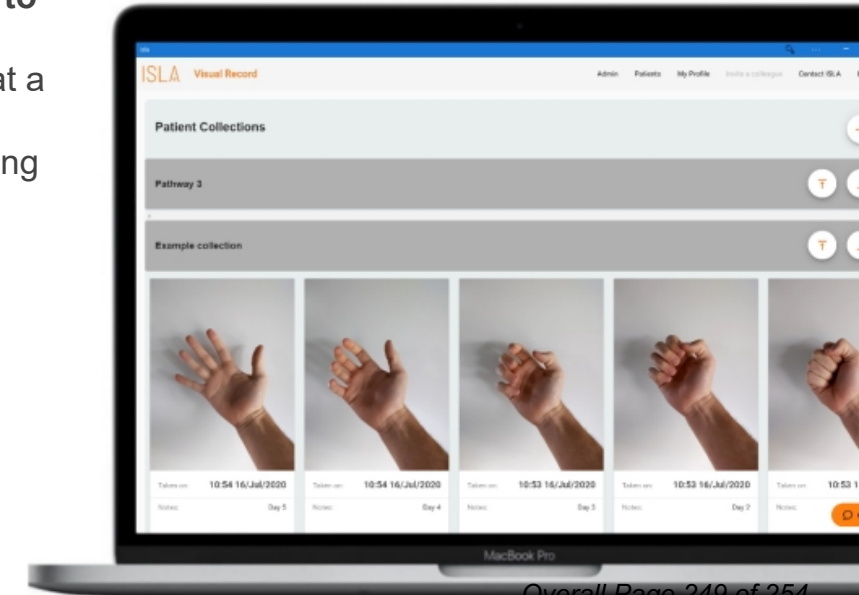 to
at a
ng
isla
ISLA Visual Record
Admin Patients My Profile Invite a colleague Contact ISLA
Patient Collections
Pathway 3
Example collection
Taken on: 10:54 16/Jul/2020
Notes: Day 5
Taken on: 10:54 16/Jul/2020
Notes: Day 4
Taken on: 10:53 16/Jul/2020
Notes: Day 3
Taken on: 10:53 16/Jul/2020
Notes: Day 2
Taken on: 10:53 1
Notes:
MacBook Pro
Overall Page 249 of 254